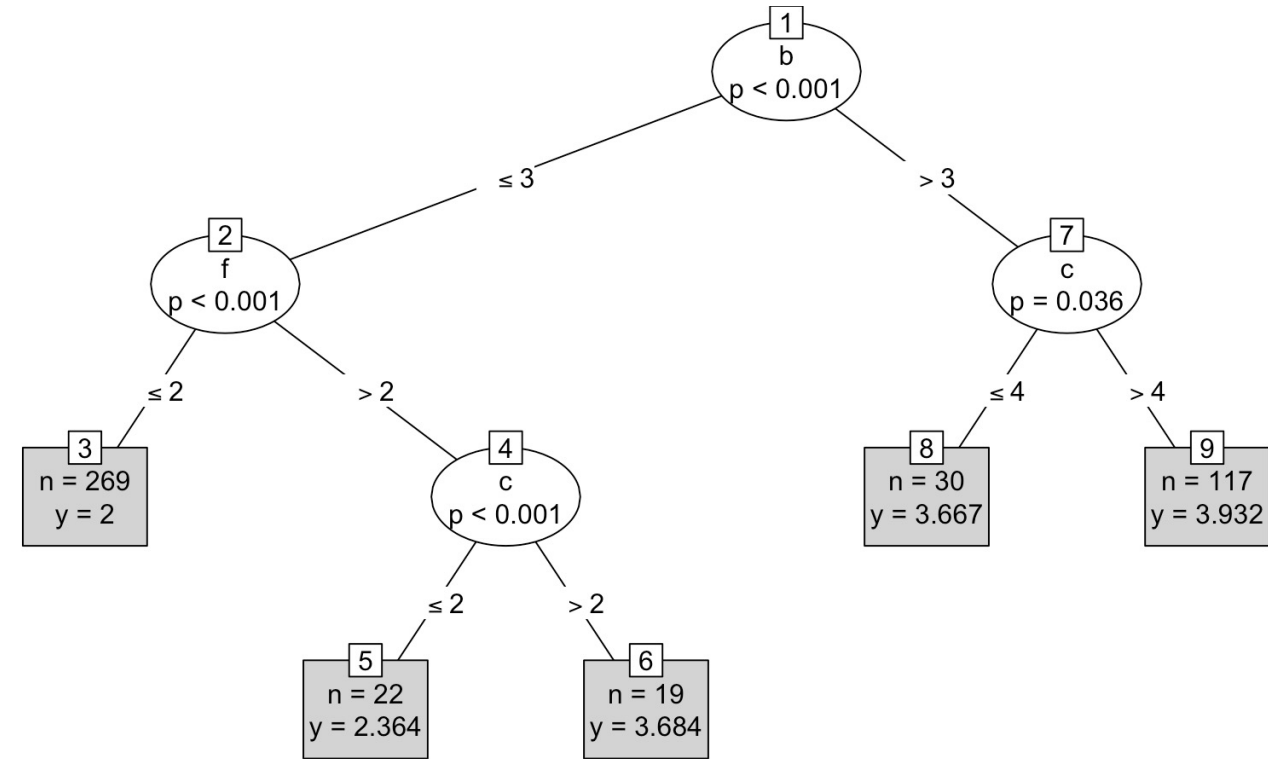 1
b
p < 0.001
≤ 3
> 3
2
f
p < 0.001
7
c
p = 0.036
≤ 2
> 2
≤ 4
> 4
3
n = 269
y = 2
4
c
p < 0.001
8
n = 30
y = 3.667
9
n = 117
y = 3.932
≤ 2
> 2
5
n = 22
y = 2.364
6
n = 19
y = 3.684